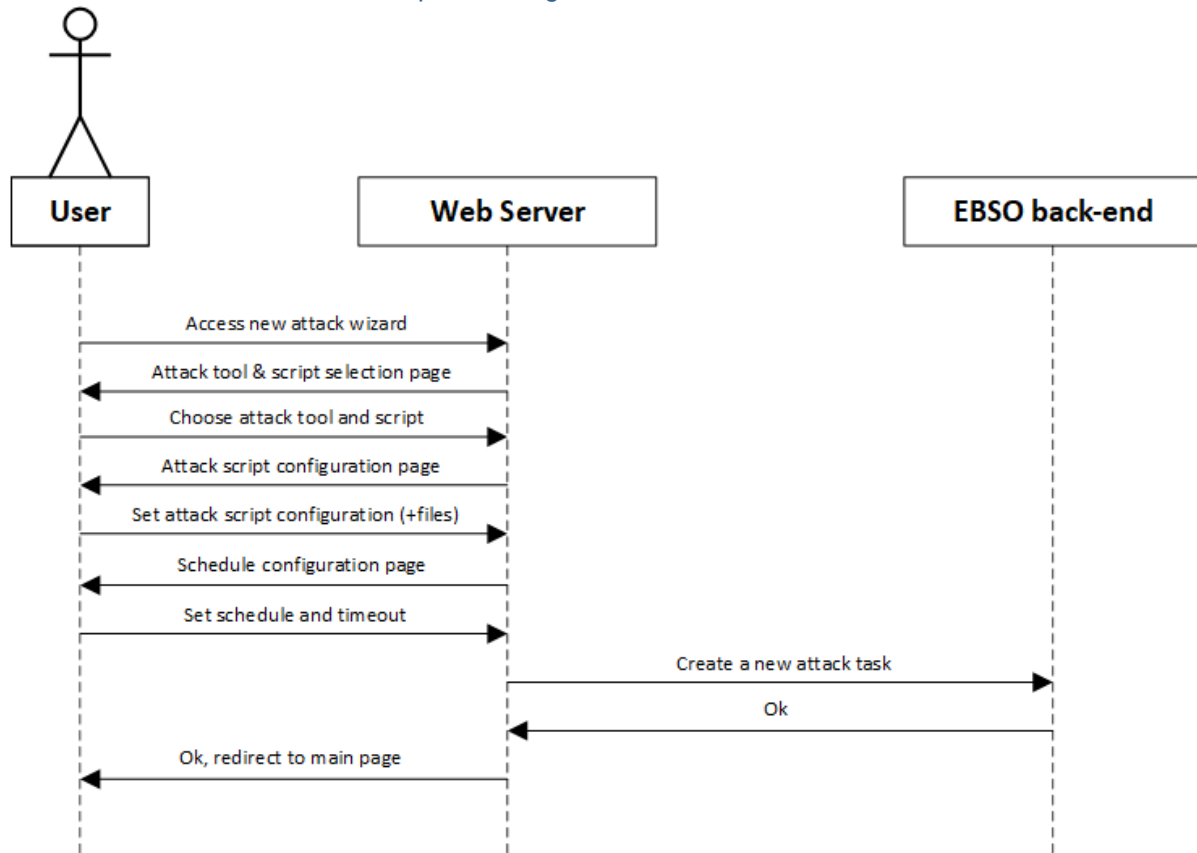 User
Web Server
EBSO back-end
Access new attack wizard
Attack tool & script selection page
Choose attack tool and script
Attack script configuration page
Set attack script configuration (+files)
Schedule configuration page
Set schedule and timeout
Create a new attack task
Ok
Ok, redirect to main page